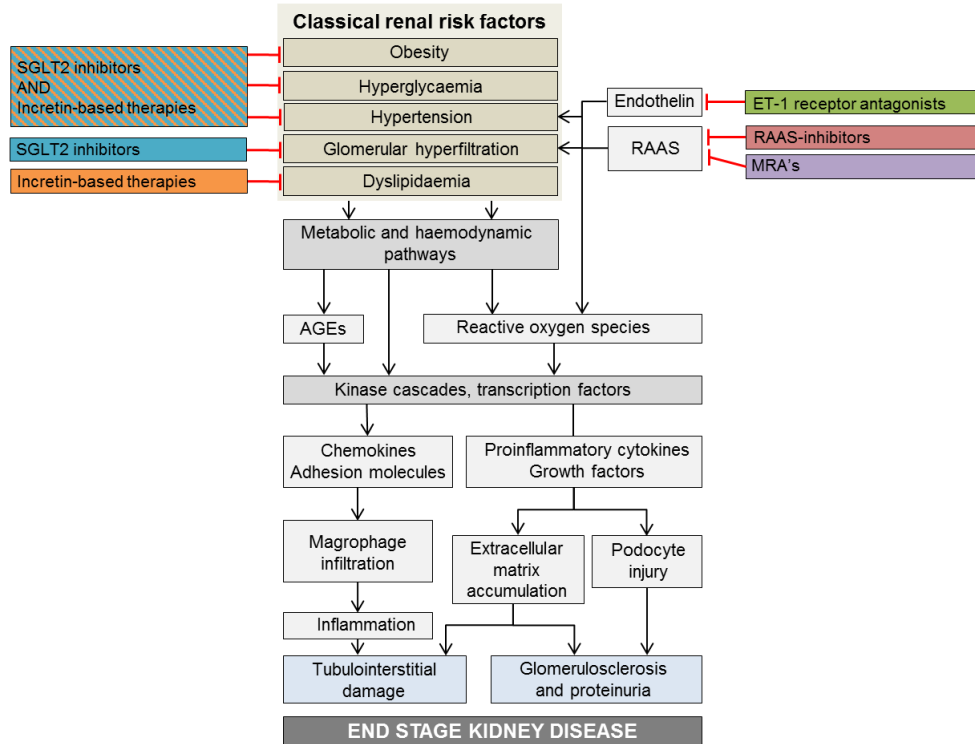 Classical renal risk factors
SGLT2 inhibitors
AND
Incretin-based therapies
SGLT2 inhibitors
Incretin-based therapies
Obesity
Hyperglycaemia
Hypertension
Glomerular hyperfiltration
Dyslipidaemia
Endothelin
RAAS
ET-1 receptor antagonists
RAAS-inhibitors
MRA's
Metabolic and haemodynamic
pathways
AGEs
Reactive oxygen species
Kinase cascades, transcription factors
Chemokines
Adhesion molecules
Proinflammatory cytokines
Growth factors
Magrophage
infiltration
Extracellular
matrix
accumulation
Podocyte
injury
Inflammation
Tubulointerstitial
damage
Glomerulosclerosis
and proteinuria
END STAGE KIDNEY DISEASE